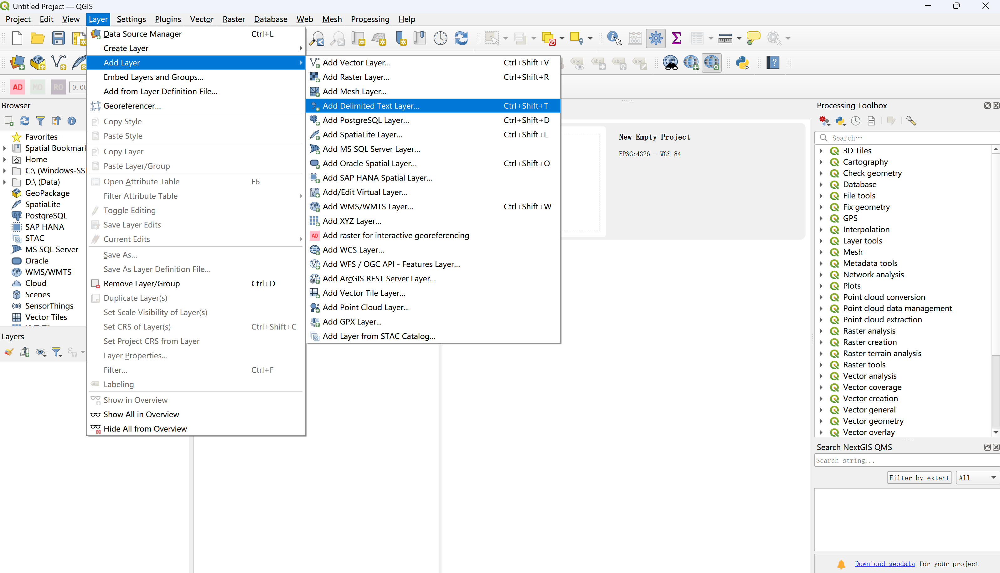 Untitled Project — QGIS
Project Edit View Layer Settings Plugins Vector Raster Database Web Mesh Processing Help
Data Source Manager Ctrl+L
Create Layer
Add Layer
Embed Layers and Groups...
Add from Layer Definition File...
Georeferencer...
Copy Style
Paste Style
Copy Layer
Paste Layer/Group
Open Attribute Table F6
Filter Attribute Table
Toggle Editing
Save Layer Edits
Current Edits
Save As...
Save As Layer Definition File...
Remove Layer/Group Ctrl+D
Duplicate Layer(s)
Set Scale Visibility of Layer(s)
Set CRS of Layer(s) Ctrl+Shift+C
Set Project CRS from Layer
Layer Properties...
Filter... Ctrl+F
Labeling
Show in Overview
Show All in Overview
Hide All from Overview
Add Vector Layer... Ctrl+Shift+V
Add Raster Layer... Ctrl+Shift+R
Add Mesh Layer...
Add Delimited Text Layer... Ctrl+Shift+T
Add PostgreSQL Layer... Ctrl+Shift+D
Add SpatiaLite Layer... Ctrl+Shift+L
Add MS SQL Server Layer...
Add Oracle Spatial Layer... Ctrl+Shift+O
Add SAP HANA Spatial Layer...
Add/Edit Virtual Layer...
Add WMS/WMTS Layer... Ctrl+Shift+W
Add XYZ Layer...
AD Add raster for interactive georeferencing
Add WCS Layer...
Add WFS / OGC API - Features Layer...
Add ArcGIS REST Server Layer...
Add Vector Tile Layer...
Add Point Cloud Layer...
Add GPX Layer...
Add Layer from STAC Catalog...
abc abc abc abc
AD MO RO 0.00
Browser
Favorites
Spatial Bookmark
Home
C:\ (Windows-SS
D:\ (Data)
GeoPackage
SpatiaLite
PostgreSQL
SAP HANA
STAC
MS SQL Server
Oracle
WMS/WMTS
Cloud
Scenes
SensorThings
Vector Tiles
Layers
New Empty Project
EPSG:4326 - WGS 84
Processing Toolbox
Search…
3D Tiles
Cartography
Check geometry
Database
File tools
Fix geometry
GPS
Interpolation
Layer tools
Mesh
Metadata tools
Network analysis
Plots
Point cloud conversion
Point cloud data management
Point cloud extraction
Raster analysis
Raster creation
Raster terrain analysis
Raster tools
Vector analysis
Vector coverage
Vector creation
Vector general
Vector geometry
Vector overlay
Search NextGIS QMS
Search string...
Filter by extent All
Download geodata for your project